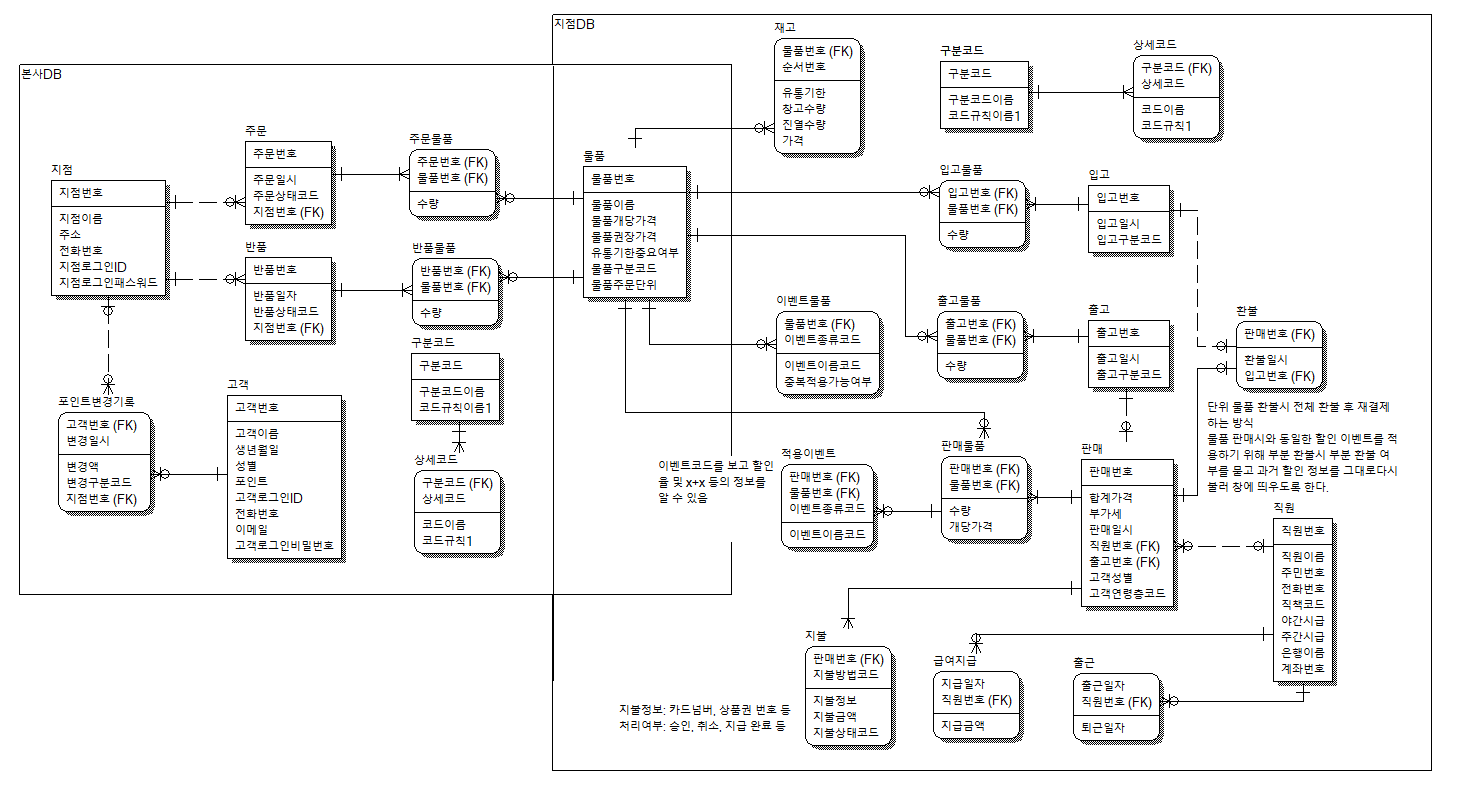 지점DB
본사DB
재고
물품번호 (FK)
순서번호
유통기한
창고수량
진열수량
가격
구분코드
구분코드
구분코드이름
코드규칙이름1
상세코드
구분코드 (FK)
상세코드
코드이름
코드규칙1
주문
주문번호
주문일시
주문상태코드
지점번호 (FK)
주문물품
주문번호 (FK)
물품번호 (FK)
수량
물품
물품번호
물품이름
물품개당가격
물품권장가격
유통기한중요여부
물품구분코드
물품주문단위
지점
지점번호
지점이름
주소
전화번호
지점로그인ID
지점로그인패스워드
입고물품
입고번호 (FK)
물품번호 (FK)
수량
입고
입고번호
입고일시
입고구분코드
반품
반품번호
반품일자
반품상태코드
지점번호 (FK)
반품물품
반품번호 (FK)
물품번호 (FK)
수량
이벤트물품
물품번호 (FK)
이벤트종류코드
이벤트이름코드
중복적용가능여부
출고물품
출고번호 (FK)
물품번호 (FK)
수량
출고
출고번호
출고일시
출고구분코드
환불
판매번호 (FK)
환불일시
입고번호 (FK)
구분코드
구분코드
구분코드이름
코드규칙이름1
포인트변경기록
고객번호 (FK)
변경일시
변경액
변경구분코드
지점번호 (FK)
고객
고객번호
고객이름
생년월일
성별
포인트
고객로그인ID
전화번호
이메일
고객로그인비밀번호
상세코드
구분코드 (FK)
상세코드
코드이름
코드규칙1
단위 물품 환불시 전체 환불 후 재결제
하는 방식
물품 판매시와 동일한 할인 이벤트를 적
용하기 위해 부분 환불시 부분 환불 여
부를 묻고 과거 할인 정보를 그대로다시
불러 창에 띄우도록 한다.
이벤트코드를 보고 할인
율 및 x+x 등의 정보를
알 수 있음
적용이벤트
판매번호 (FK)
물품번호 (FK)
이벤트종류코드
이벤트이름코드
판매물품
판매번호 (FK)
물품번호 (FK)
수량
개당가격
판매
판매번호
합계가격
부가세
판매일시
직원번호 (FK)
출고번호 (FK)
고객성별
고객연령층코드
직원
직원번호
직원이름
주민번호
전화번호
직책코드
야간시급
주간시급
은행이름
계좌번호
지불
판매번호 (FK)
지불방법코드
지불정보
지불금액
지불상태코드
급여지급
지급일자
직원번호 (FK)
지급금액
출근
출근일자
직원번호 (FK)
퇴근일자
지불정보: 카드넘버, 상품권 번호 등
처리여부: 승인, 취소, 지급 완료 등